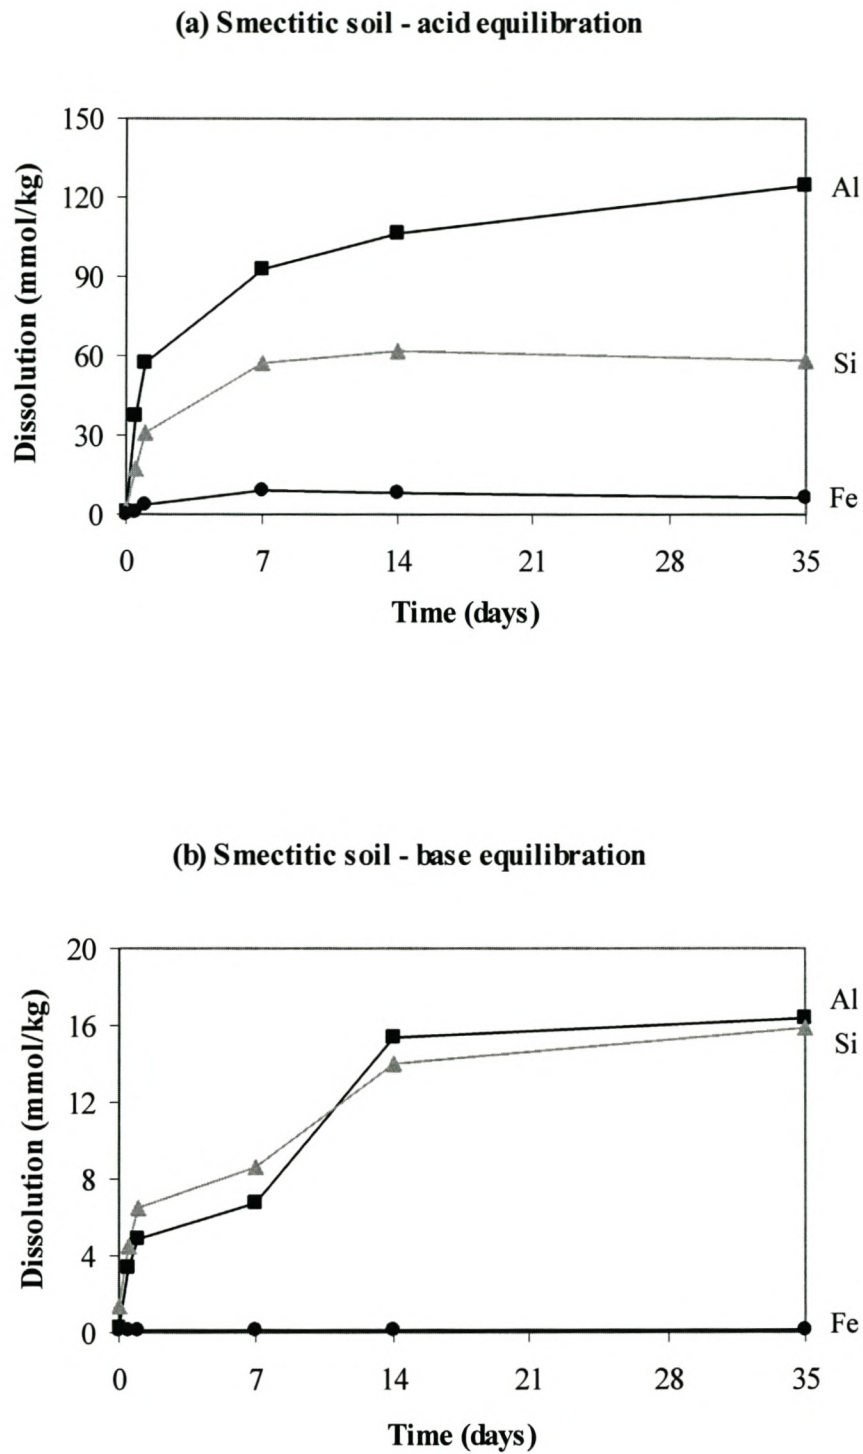 (a) Smectitic soil - acid equilibration
150
120
90
60
30
0
Dissolution (mmol/kg)
Al
Si
Fe
0 7 14 21 28 35
Time (days)
(b) Smectitic soil - base equilibration
20
16
12
8
4
0
Dissolution (mmol/kg)
Al
Si
Fe
0 7 14 21 28 35
Time (days)